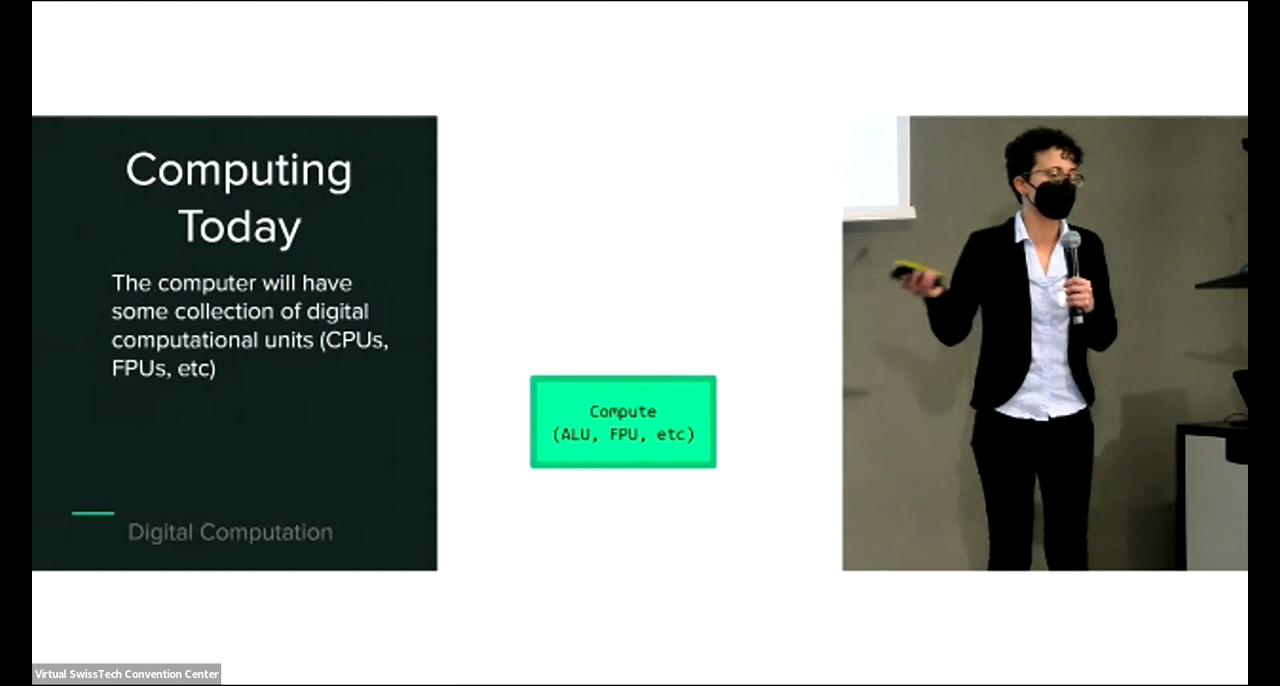 Computing
Today
The computer will have
some collection of digital
computational units (CPUs,
FPUs, etc)
Digital Computation
Compute
(ALU, FPU, etc)
Virtual SwissTech Convention Center